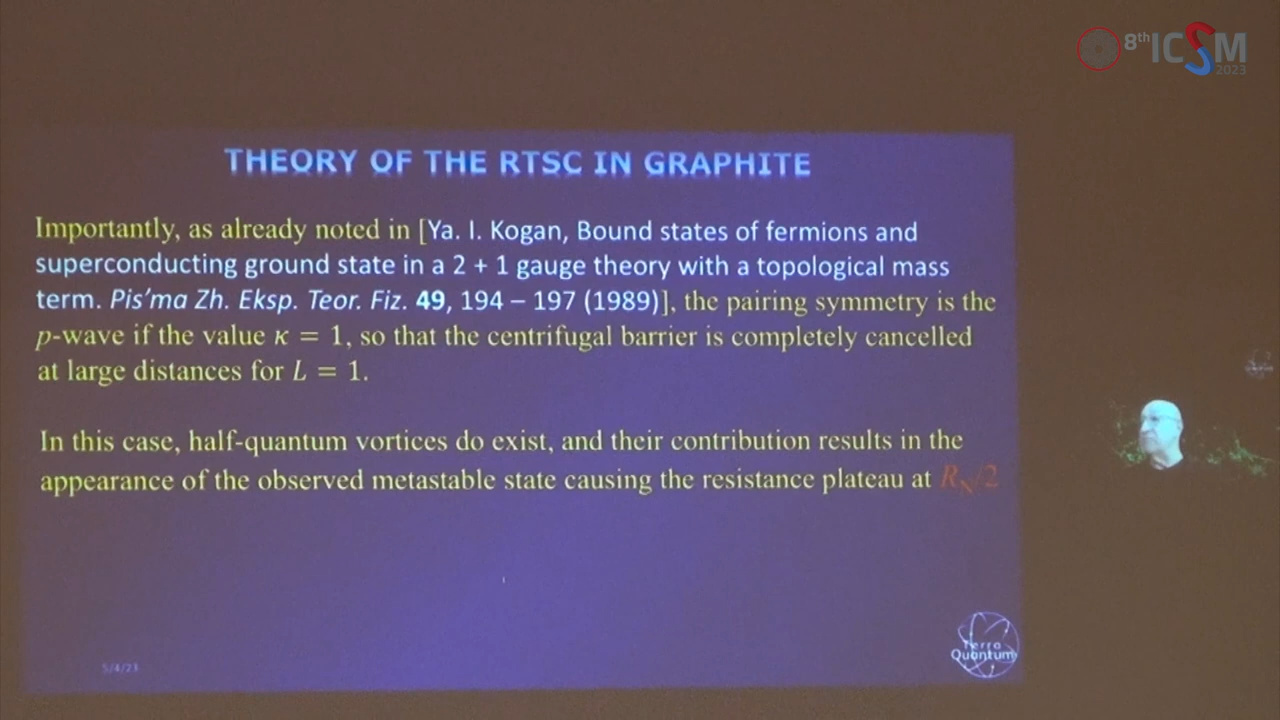 8th ICSM
2023
THEORY OF THE RTSC IN GRAPHITE
Importantly, as already noted in [Ya. I. Kogan, Bound states of fermions and
superconducting ground state in a 2 + 1 gauge theory with a topological mass
term. Pis’ma Zh. Eksp. Teor. Fiz. 49, 194 – 197 (1989)], the pairing symmetry is the
p-wave if the value κ = 1, so that the centrifugal barrier is completely cancelled
at large distances for L = 1.
In this case, half-quantum vortices do exist, and their contribution results in the
appearance of the observed metastable state causing the resistance plateau at R_N/2
5/4/23
Terra
Quantum